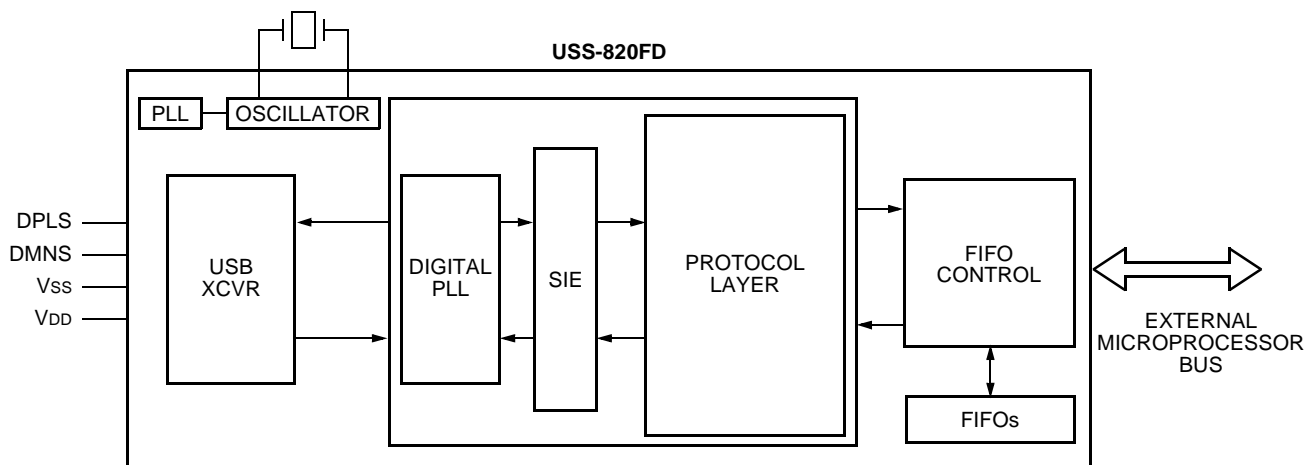 USS-820FD
PLL
OSCILLATOR
DPLS
DMNS
VSS
VDD
USB
XCVR
DIGITAL
PLL
SIE
PROTOCOL
LAYER
FIFO
CONTROL
FIFOs
EXTERNAL
MICROPROCESSOR
BUS